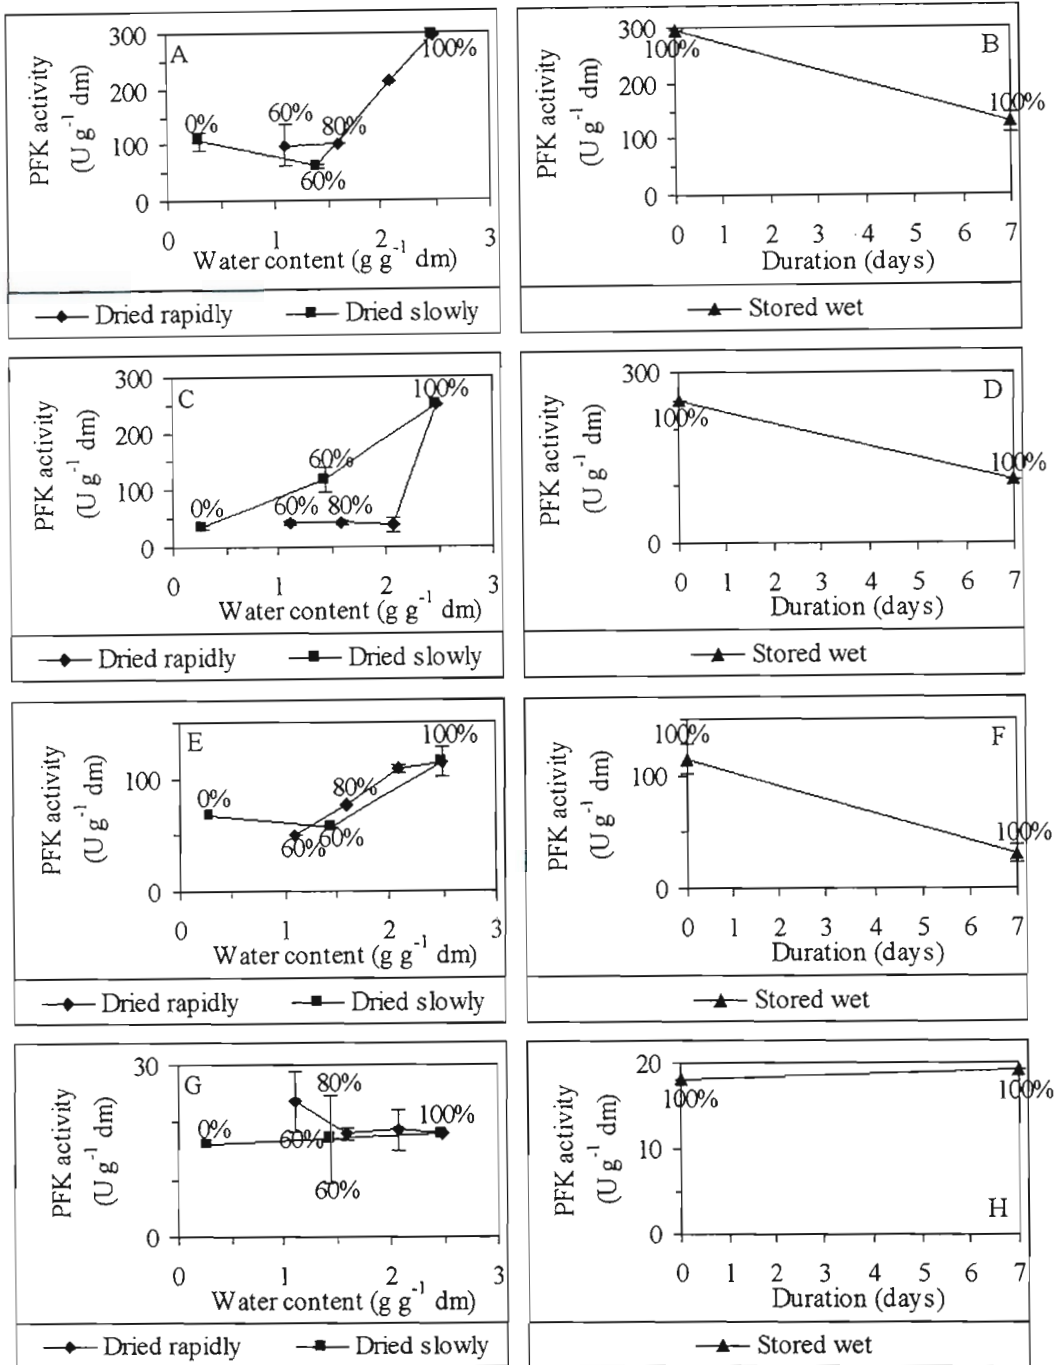 A
PFK activity
(U g-1 dm)
300
200
100
0
0%
60%
80%
60%
100%
0 1 2 3
Water content (g g-1 dm)
Dried rapidly Dried slowly
B
PFK activity
(U g-1 dm)
300
200
100
0
100%
100%
0 1 2 3 4 5 6 7
Duration (days)
Stored wet
C
PFK activity
(U g-1 dm)
300
200
100
0
0%
60%
60% 80%
100%
0 1 2 3
Water content (g g-1 dm)
Dried rapidly Dried slowly
D
PFK activity
(U g-1 dm)
300
0
100%
100%
0 1 2 3 4 5 6 7
Duration (days)
Stored wet
E
PFK activity
(U g-1 dm)
100
0
0%
80%
60% 60%
100%
0 1 2 3
Water content (g g-1 dm)
Dried rapidly Dried slowly
F
PFK activity
(U g-1 dm)
100
0
100%
100%
0 1 2 3 4 5 6 7
Duration (days)
Stored wet
G
PFK activity
(U g-1 dm)
30
0
0%
80%
60%
60%
100%
0 1 2 3
Water content (g g-1 dm)
Dried rapidly Dried slowly
H
PFK activity
(U g-1 dm)
20
10
0
100%
100%
0 1 2 3 4 5 6 7
Duration (days)
Stored wet